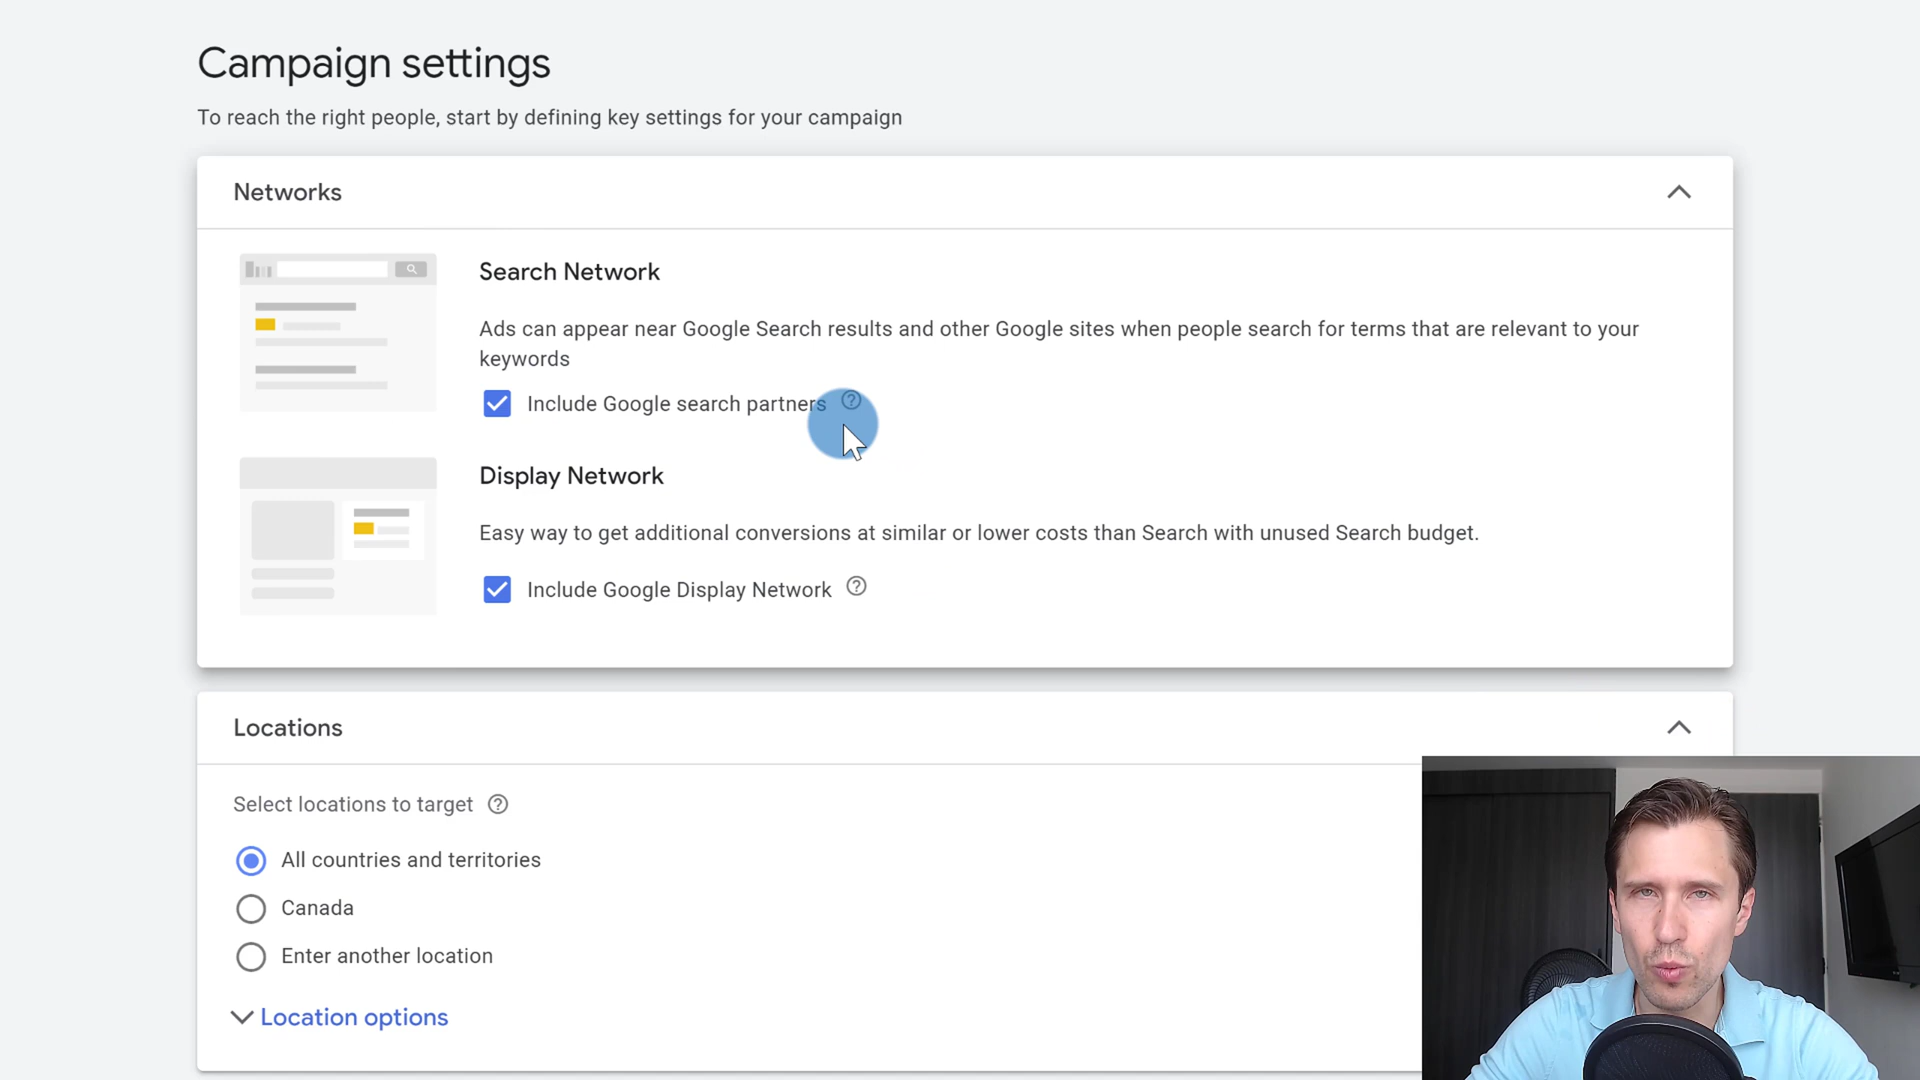 Campaign settings
To reach the right people, start by defining key settings for your campaign
Networks
Search Network
Ads can appear near Google Search results and other Google sites when people search for terms that are relevant to your
keywords
Include Google search partners
Display Network
Easy way to get additional conversions at similar or lower costs than Search with unused Search budget.
Include Google Display Network
Locations
Select locations to target
All countries and territories
Canada
Enter another location
Location options